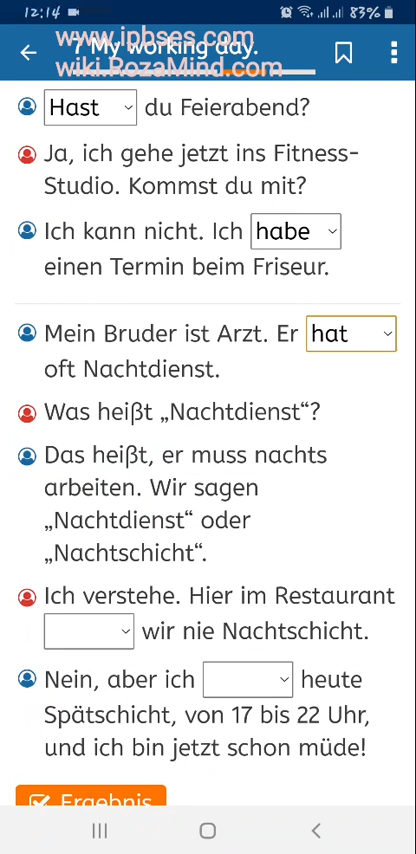 12:14
83%
www.ipbses.com
7 My working day.
wiki.RozaMind.com
Hast du Feierabend?
Ja, ich gehe jetzt ins Fitness-
Studio. Kommst du mit?
Ich kann nicht. Ich habe
einen Termin beim Friseur.
Mein Bruder ist Arzt. Er hat
oft Nachtdienst.
Was heißt „Nachtdienst“?
Das heißt, er muss nachts
arbeiten. Wir sagen
„Nachtdienst“ oder
„Nachtschicht“.
Ich verstehe. Hier im Restaurant
wir nie Nachtschicht.
Nein, aber ich heute
Spätschicht, von 17 bis 22 Uhr,
und ich bin jetzt schon müde!
Ergebnis